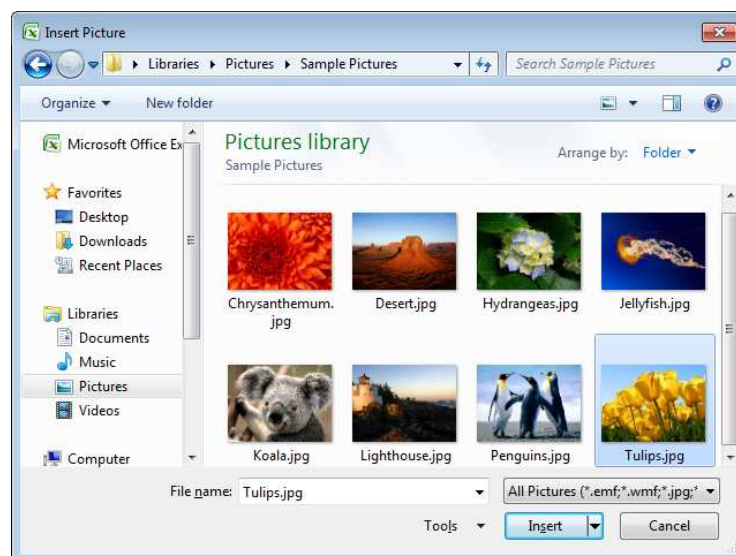 Insert Picture
Libraries Pictures Sample Pictures
Search Sample Pictures
Organize New folder
Microsoft Office Ex
Favorites
Desktop
Downloads
Recent Places
Libraries
Documents
Music
Pictures
Videos
Computer
Pictures library
Sample Pictures
Arrange by: Folder
Chrysanthemum.
jpg
Desert.jpg
Hydrangeas.jpg
Jellyfish.jpg
Koala.jpg
Lighthouse.jpg
Penguins.jpg
Tulips.jpg
File name: Tulips.jpg
All Pictures (*.emf;*.wmf;*.jpg;*
Tools Insert Cancel